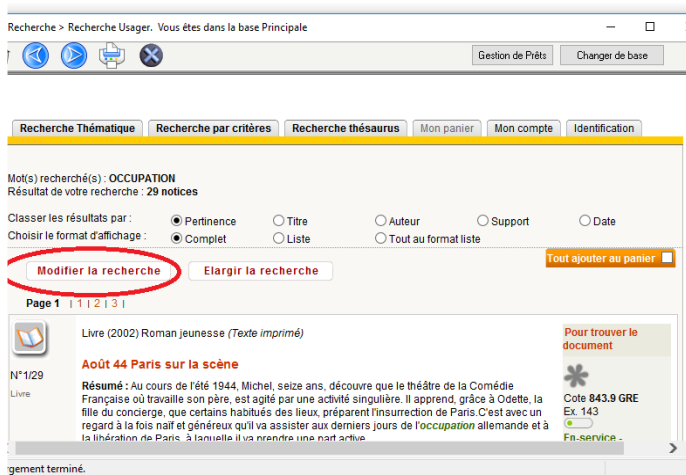 Recherche > Recherche Usager. Vous êtes dans la base Principale
Gestion de Prêts Changer de base
Recherche Thématique Recherche par critères Recherche thésaurus Mon panier Mon compte Identification
Mot(s) recherché(s) : OCCUPATION
Résultat de votre recherche : 29 notices
Classer les résultats par : Pertinence Titre Auteur Support Date
Choisir le format d'affichage : Complet Liste Tout au format liste
Tout ajouter au panier
Modifier la recherche Elargir la recherche
Page 1 | 1 | 2 | 3 |
Livre (2002) Roman jeunesse (Texte imprimé)
Pour trouver le
document
Août 44 Paris sur la scène
N°1/29
Livre
Résumé : Au cours de l'été 1944, Michel, seize ans, découvre que le théâtre de la Comédie
Française où travaille son père, est agité par une activité singulière. Il apprend, grâce à Odette, la
fille du concierge, que certains habitués des lieux, préparent l'insurrection de Paris.C'est avec un
regard à la fois naïf et généreux qu'il va assister aux derniers jours de l'occupation allemande et à
la libération de Paris, à laquelle il va prendre une part active.
Cote 843.9 GRE
Ex. 143
En-service -
rgement terminé.